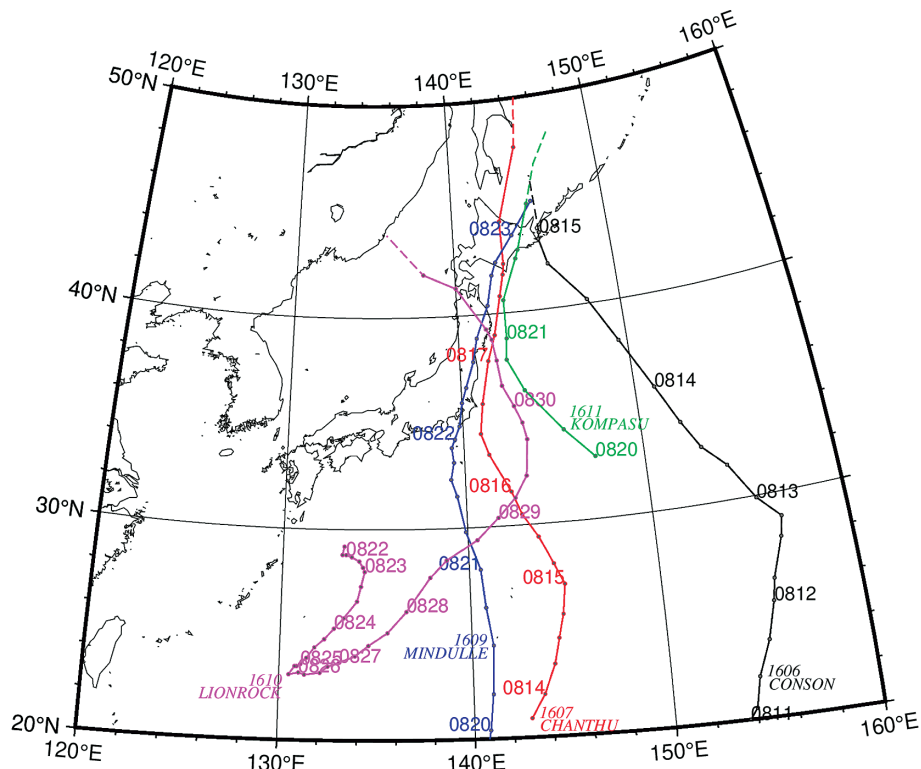 120°E
130°E
140°E
150°E
160°E
50°N
40°N
30°N
20°N
120°E
130°E
140°E
150°E
160°E
0815
0823
0821
0817
0814
0830
1611
KOMPASU
0822
0820
0816
0813
0829
0822
0823
0821
0815
0812
0828
0824
0825
0827
0826
1609
MINDULLE
1610
LIONROCK
1606
CONSON
0814
1607
CHANTHU
0820
0811